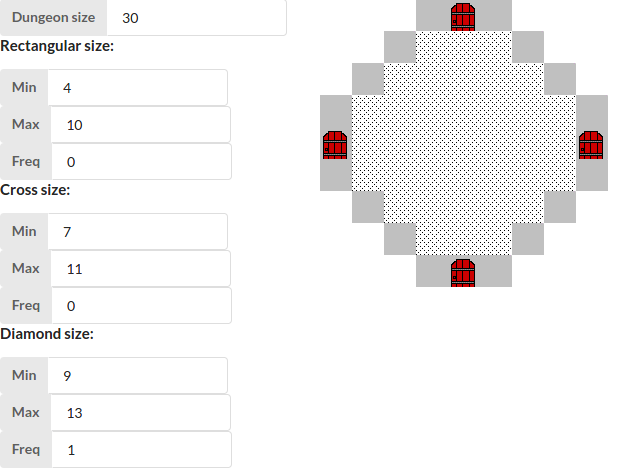 Dungeon size 30
Rectangular size:
Min 4
Max 10
Freq 0
Cross size:
Min 7
Max 11
Freq 0
Diamond size:
Min 9
Max 13
Freq 1